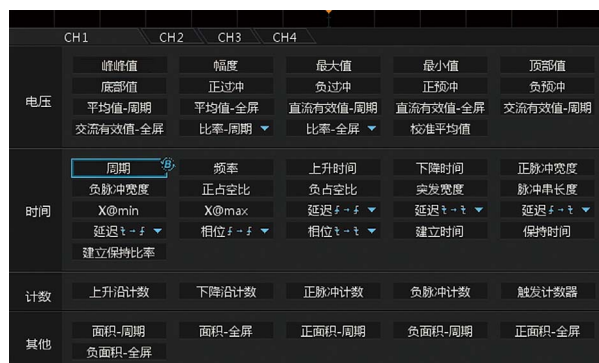 CH1 CH2 CH3 CH4
峰峰值 幅度 最大值 最小值 顶部值
底部值 正过冲 负过冲 正预冲 负预冲
电压
平均值-周期 平均值-全屏 直流有效值-周期 直流有效值-全屏 交流有效值-周期
交流有效值-全屏 比率-周期 比率-全屏 校准平均值
周期 B 频率 上升时间 下降时间 正脉冲宽度
负脉冲宽度 正占空比 负占空比 突发宽度 脉冲串长度
时间 X@min X@max 延迟⨍→⨍ 延迟ﾋ→ﾋ 延迟⨍→ﾋ
延迟ﾋ→⨍ 相位⨍→⨍ 相位ﾋ→ﾋ 建立时间 保持时间
建立保持比率
计数 上升沿计数 下降沿计数 正脉冲计数 负脉冲计数 触发计数器
面积-周期 面积-全屏 正面积-周期 负面积-周期 正面积-全屏
其他
负面积-全屏